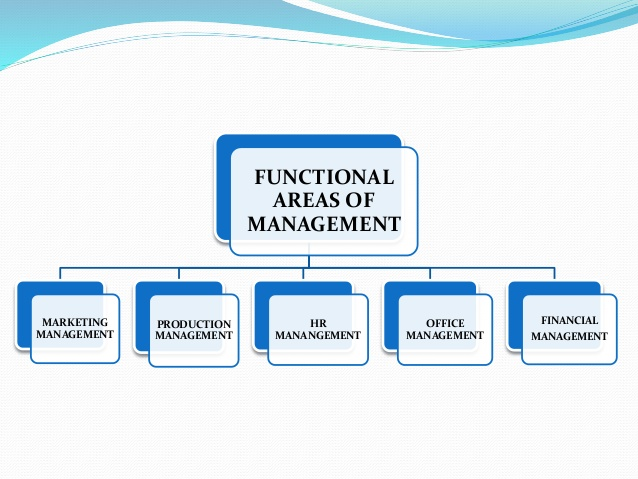 FUNCTIONAL
AREAS OF
MANAGEMENT
MARKETING
MANAGEMENT
PRODUCTION
MANAGEMENT
HR
MANANGEMENT
OFFICE
MANAGEMENT
FINANCIAL
MANAGEMENT